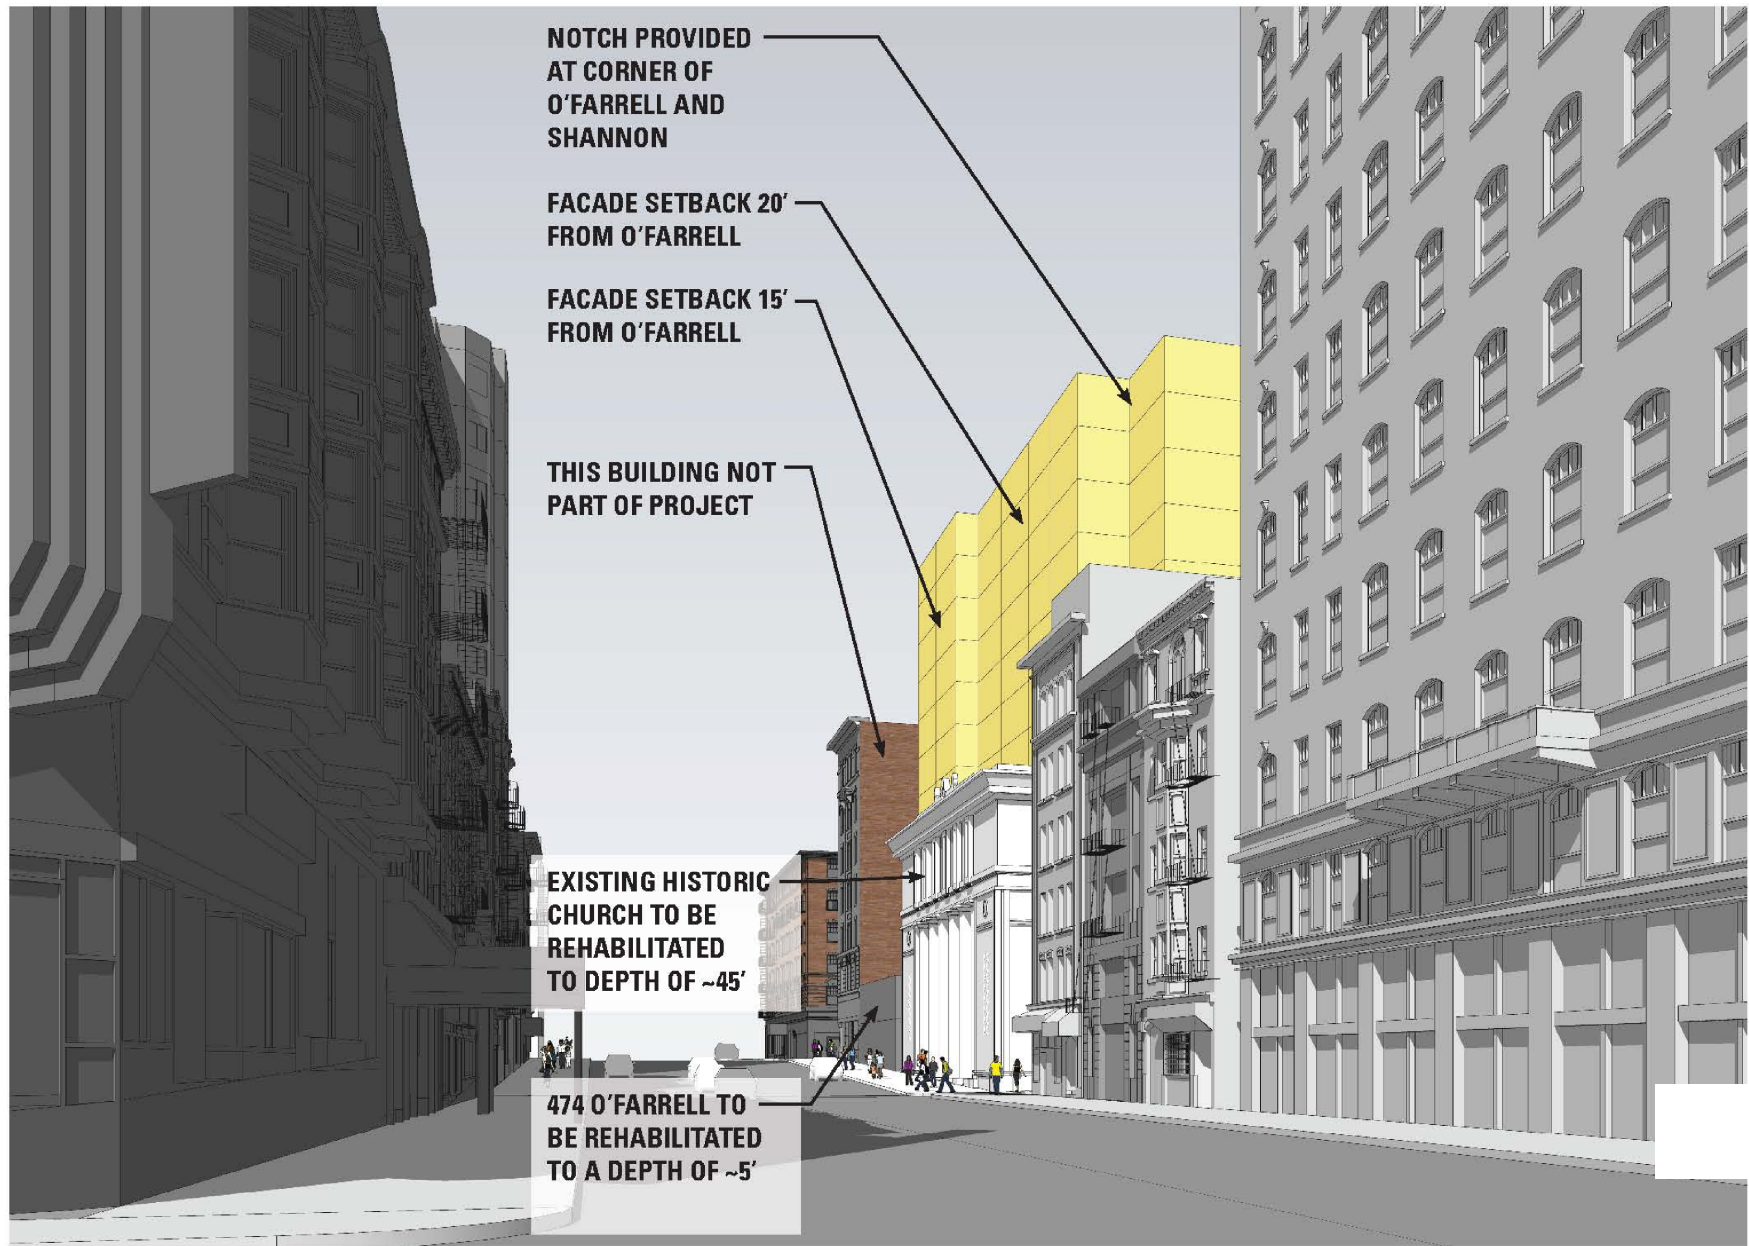 NOTCH PROVIDED
AT CORNER OF
O'FARRELL AND
SHANNON
FACADE SETBACK 20'
FROM O'FARRELL
FACADE SETBACK 15'
FROM O'FARRELL
THIS BUILDING NOT
PART OF PROJECT
EXISTING HISTORIC
CHURCH TO BE
REHABILITATED
TO DEPTH OF ~45'
474 O'FARRELL TO
BE REHABILITATED
TO A DEPTH OF ~5'